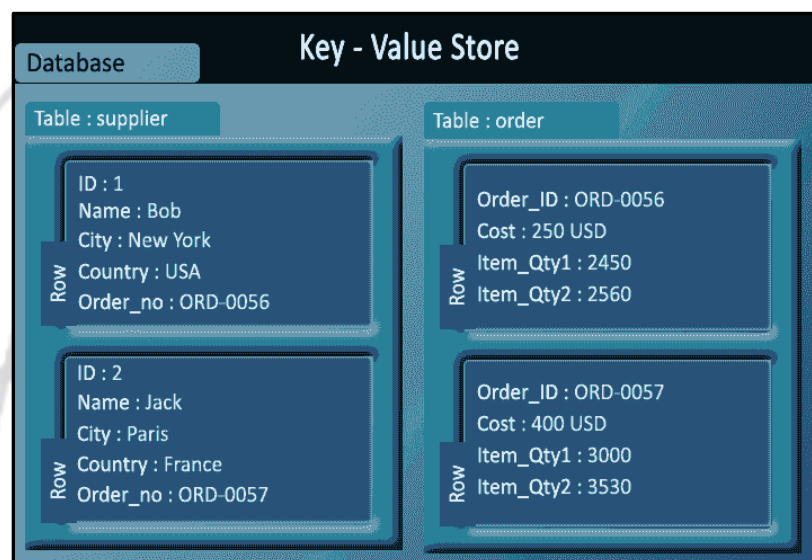 Key - Value Store
Database
Table : supplier
Row
ID : 1
Name : Bob
City : New York
Country : USA
Order_no : ORD-0056
Row
ID : 2
Name : Jack
City : Paris
Country : France
Order_no : ORD-0057
Table : order
Row
Order_ID : ORD-0056
Cost : 250 USD
Item_Qty1 : 2450
Item_Qty2 : 2560
Row
Order_ID : ORD-0057
Cost : 400 USD
Item_Qty1 : 3000
Item_Qty2 : 3530